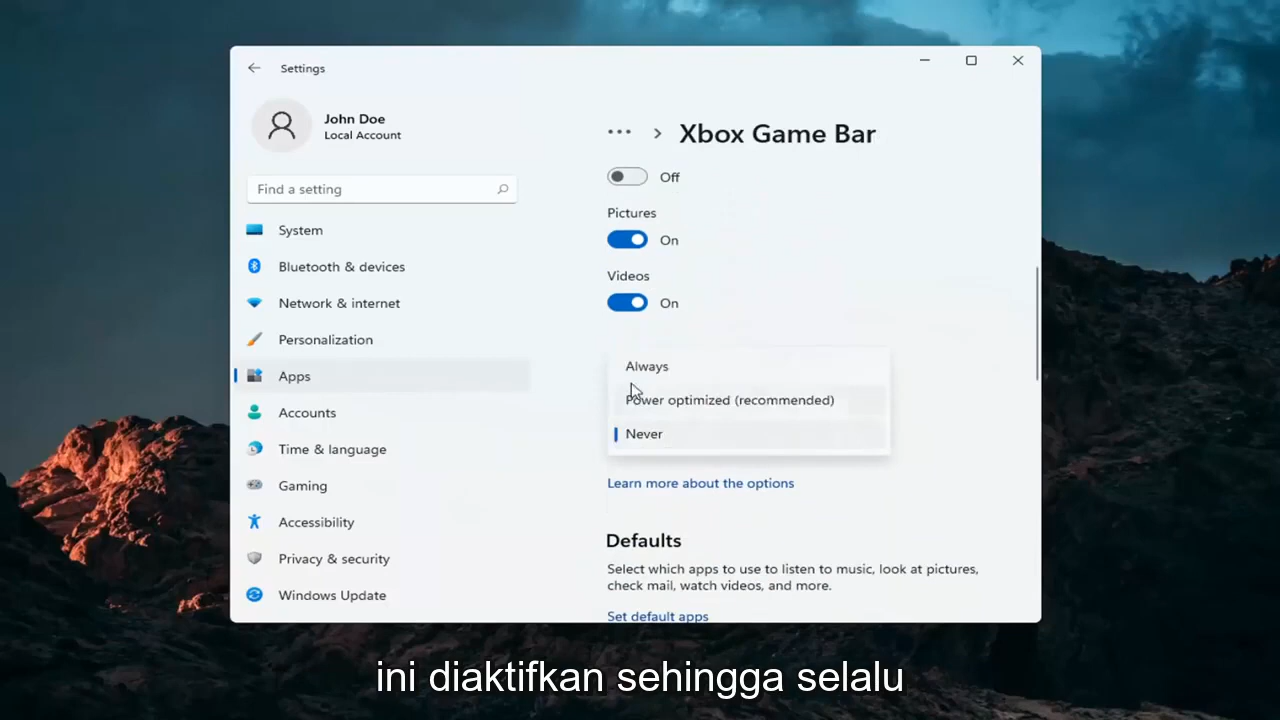 Settings
John Doe
Local Account
Find a setting
System
Bluetooth & devices
Network & internet
Personalization
Apps
Accounts
Time & language
Gaming
Accessibility
Privacy & security
Windows Update
... > Xbox Game Bar
Off
Pictures
On
Videos
On
Always
Power optimized (recommended)
Never
Learn more about the options
Defaults
Select which apps to use to listen to music, look at pictures,
check mail, watch videos, and more.
Set default apps
ini diaktifkan sehingga selalu